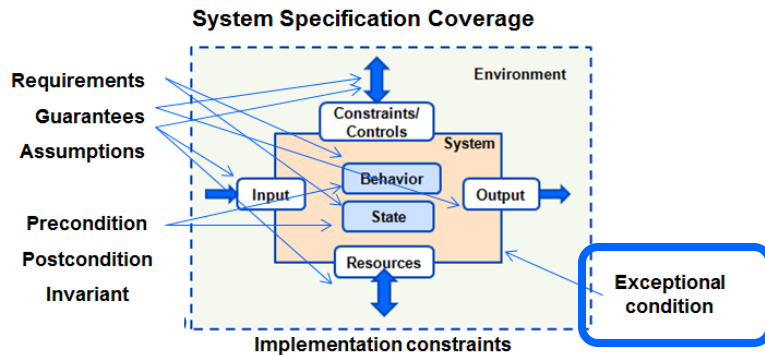 System Specification Coverage
Requirements
Guarantees
Assumptions
Precondition
Postcondition
Invariant
Environment
Constraints/
Controls
System
Behavior
Input
Output
State
Resources
Exceptional
condition
Implementation constraints